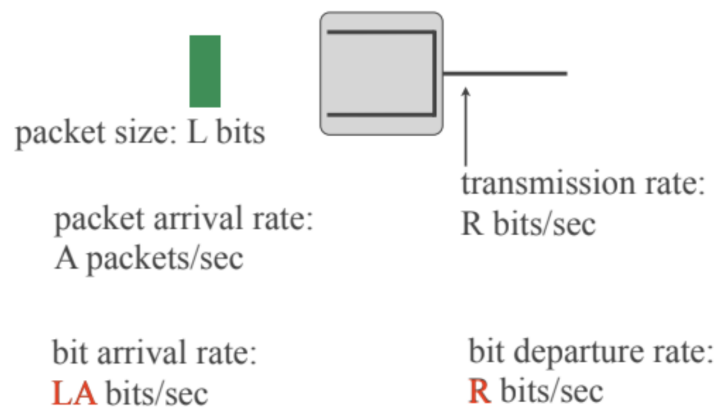 packet size: L bits
transmission rate:
R bits/sec
packet arrival rate:
A packets/sec
bit arrival rate:
LA bits/sec
bit departure rate:
R bits/sec